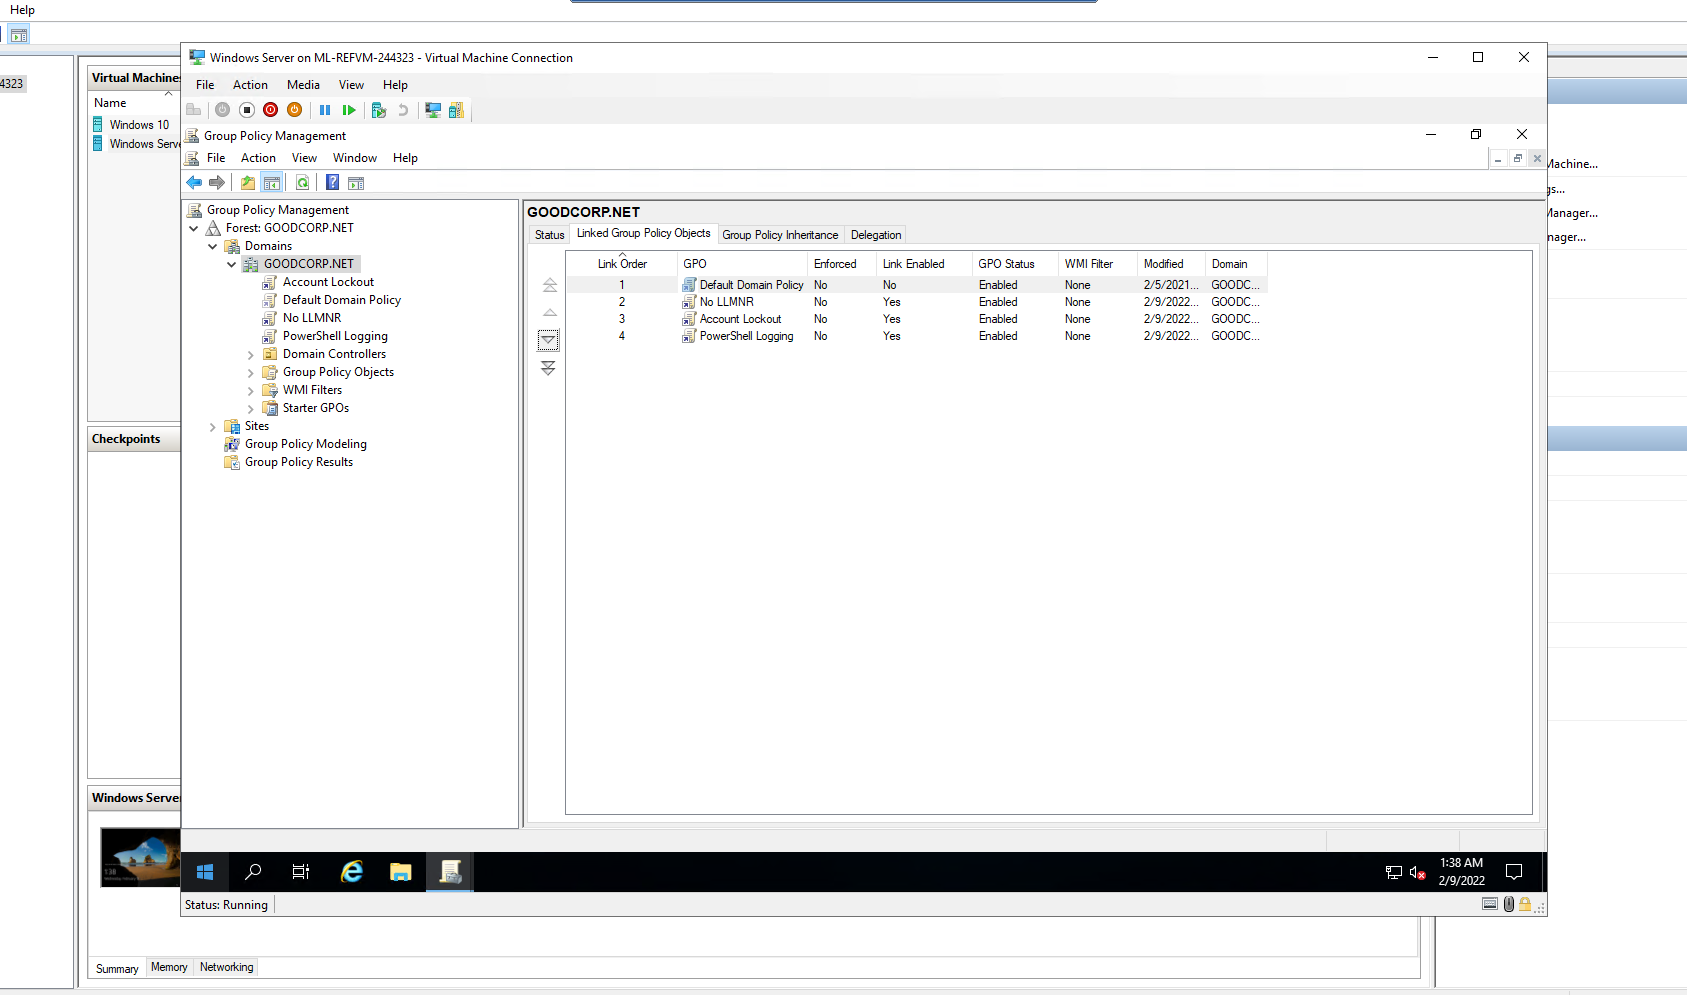 Help
4323
Virtual Machines
Name
Windows 10
Windows Serve
Checkpoints
Windows Server
Summary Memory Networking
Windows Server on ML-REFVM-244323 - Virtual Machine Connection
File Action Media View Help
Group Policy Management
File Action View Window Help
Group Policy Management
Forest: GOODCORP.NET
Domains
GOODCORP.NET
Account Lockout
Default Domain Policy
No LLMNR
PowerShell Logging
Domain Controllers
Group Policy Objects
WMI Filters
Starter GPOs
Sites
Group Policy Modeling
Group Policy Results
GOODCORP.NET
Status Linked Group Policy Objects Group Policy Inheritance Delegation
Link Order GPO Enforced Link Enabled GPO Status WMI Filter Modified Domain
1 Default Domain Policy No No Enabled None 2/5/2021... GOODC...
2 No LLMNR No Yes Enabled None 2/9/2022... GOODC...
3 Account Lockout No Yes Enabled None 2/9/2022... GOODC...
4 PowerShell Logging No Yes Enabled None 2/9/2022... GOODC...
1:38 AM
2/9/2022
Status: Running
Machine...
gs...
Manager...
nager...